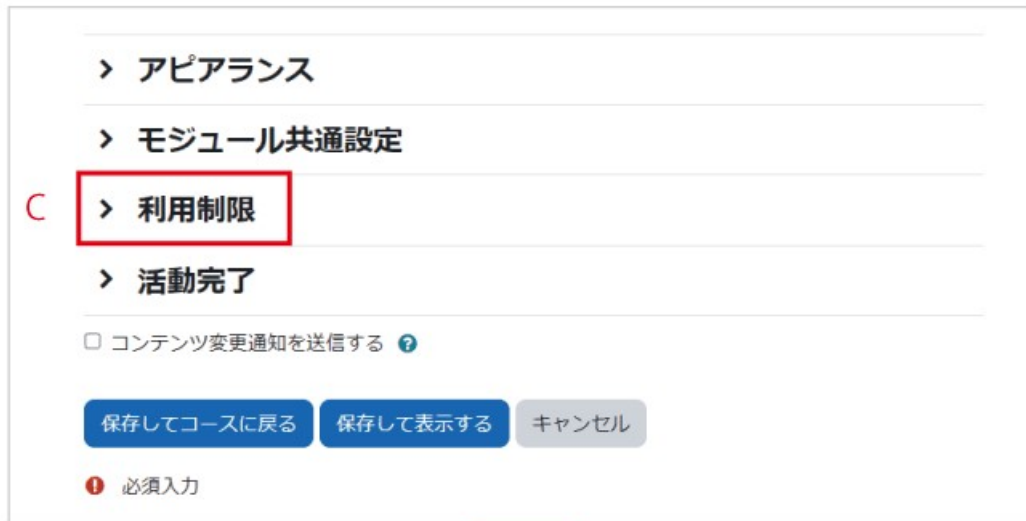 アピアランス
モジュール共通設定
C
利用制限
活動完了
コンテンツ変更通知を送信する
保存してコースに戻る 保存して表示する キャンセル
必須入力